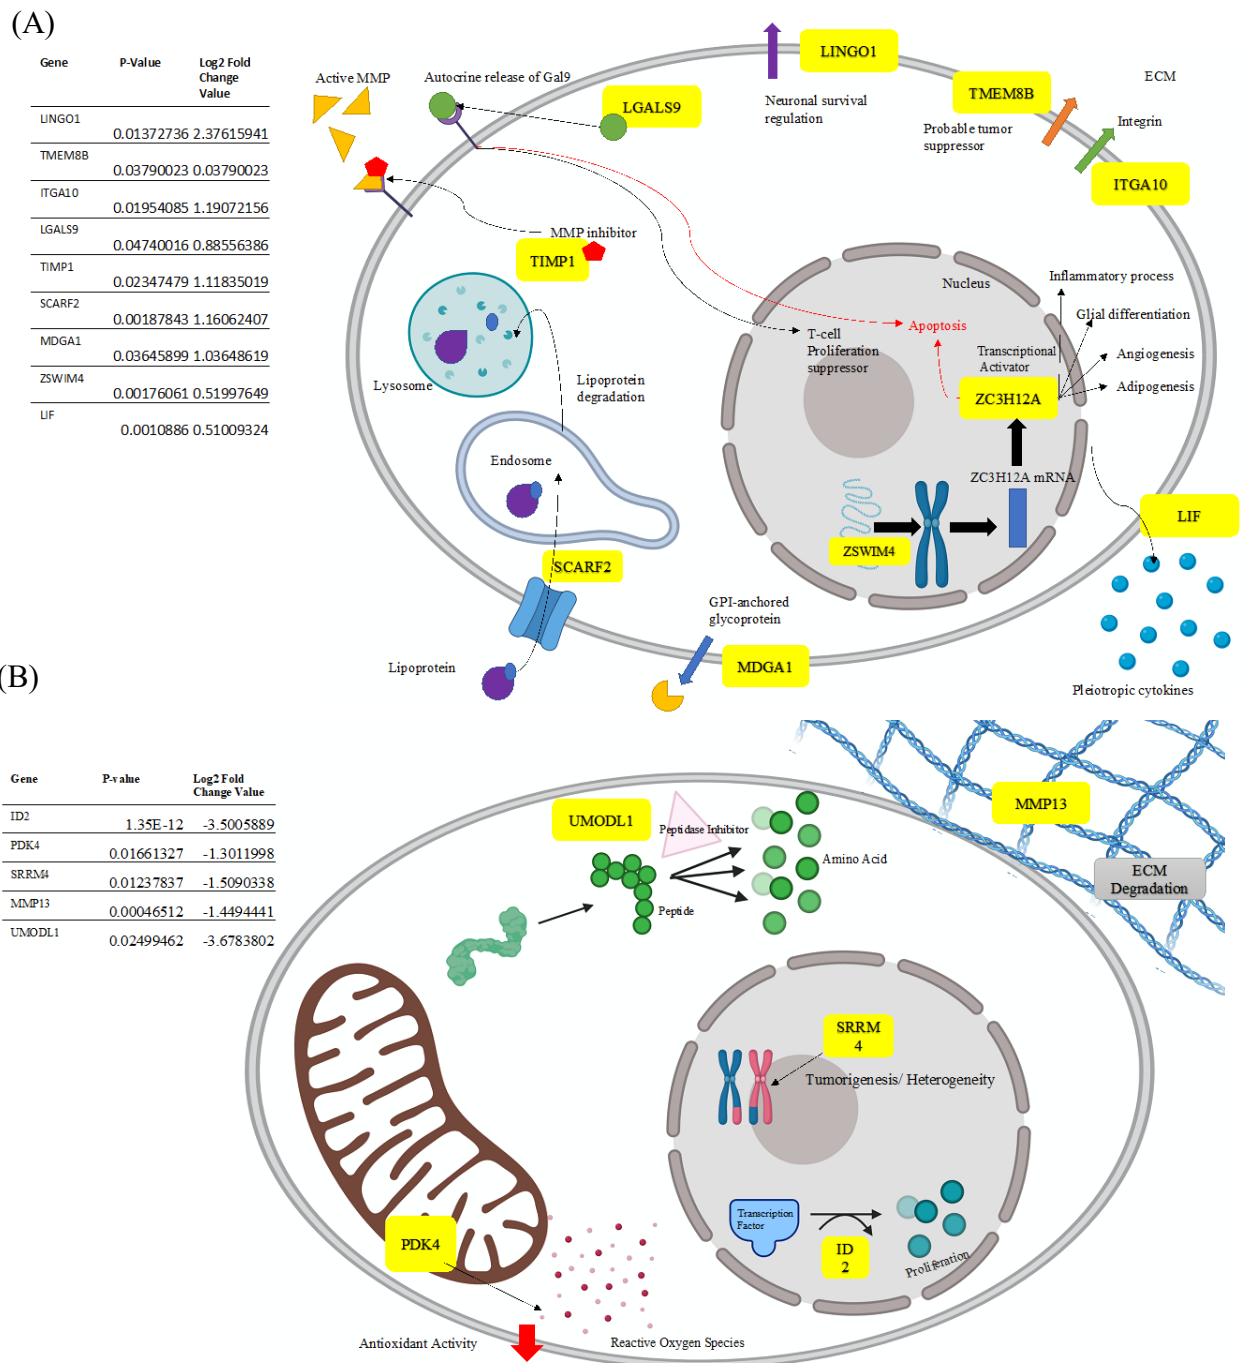 (A)
Gene P-Value Log2 Fold
Change
Value
LINGO1
0.01372736 2.37615941
TMEM8B
0.03790023 0.03790023
ITGA10
0.01954085 1.19072156
LGALS9
0.04740016 0.88556386
TIMP1
0.02347479 1.11835019
SCARF2
0.00187843 1.16062407
MDGA1
0.03645899 1.03648619
ZSWIM4
0.00176061 0.51997649
LIF
0.0010886 0.51009324
Active MMP
Autocrine release of Gal9
LGALS9
LINGO1
Neuronal survival
regulation
TMEM8B
Probable tumor
suppressor
ECM
Integrin
ITGA10
MMP inhibitor
TIMP1
Nucleus
Inflammatory process
Glial differentiation
Angiogenesis
Adipogenesis
Apoptosis
T-cell
Proliferation
suppressor
Transcriptional
Activator
ZC3H12A
ZC3H12A mRNA
ZSWIM4
Lysosome
Lipoprotein
degradation
Endosome
SCARF2
Lipoprotein
GPI-anchored
glycoprotein
MDGA1
LIF
Pleiotropic cytokines
(B)
Gene P-value Log2 Fold
Change Value
ID2
1.35E-12 -3.5005889
PDK4
0.01661327 -1.3011998
SRRM4
0.01237837 -1.5090338
MMP13
0.00046512 -1.4494441
UMODL1
0.02499462 -3.6783802
UMODL1
Peptidase Inhibitor
Amino Acid
Peptide
MMP13
ECM
Degradation
SRRM
4
Tumorigenesis/ Heterogeneity
Transcription
Factor
ID
2
Proliferation
PDK4
Antioxidant Activity
Reactive Oxygen Species